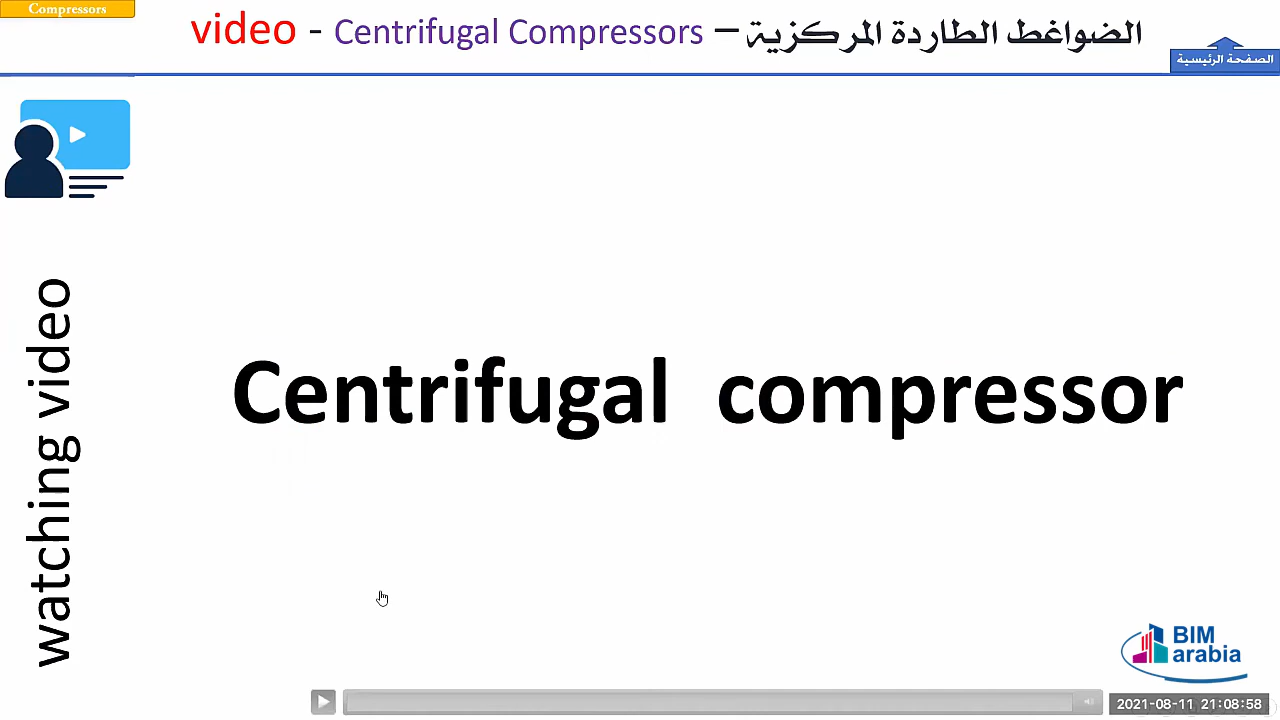 Compressors
video - Centrifugal Compressors – الضواغط الطاردة المركزية
الصفحة الرئيسية
watching video
Centrifugal compressor
BIM
arabia
2021-08-11 21:08:58